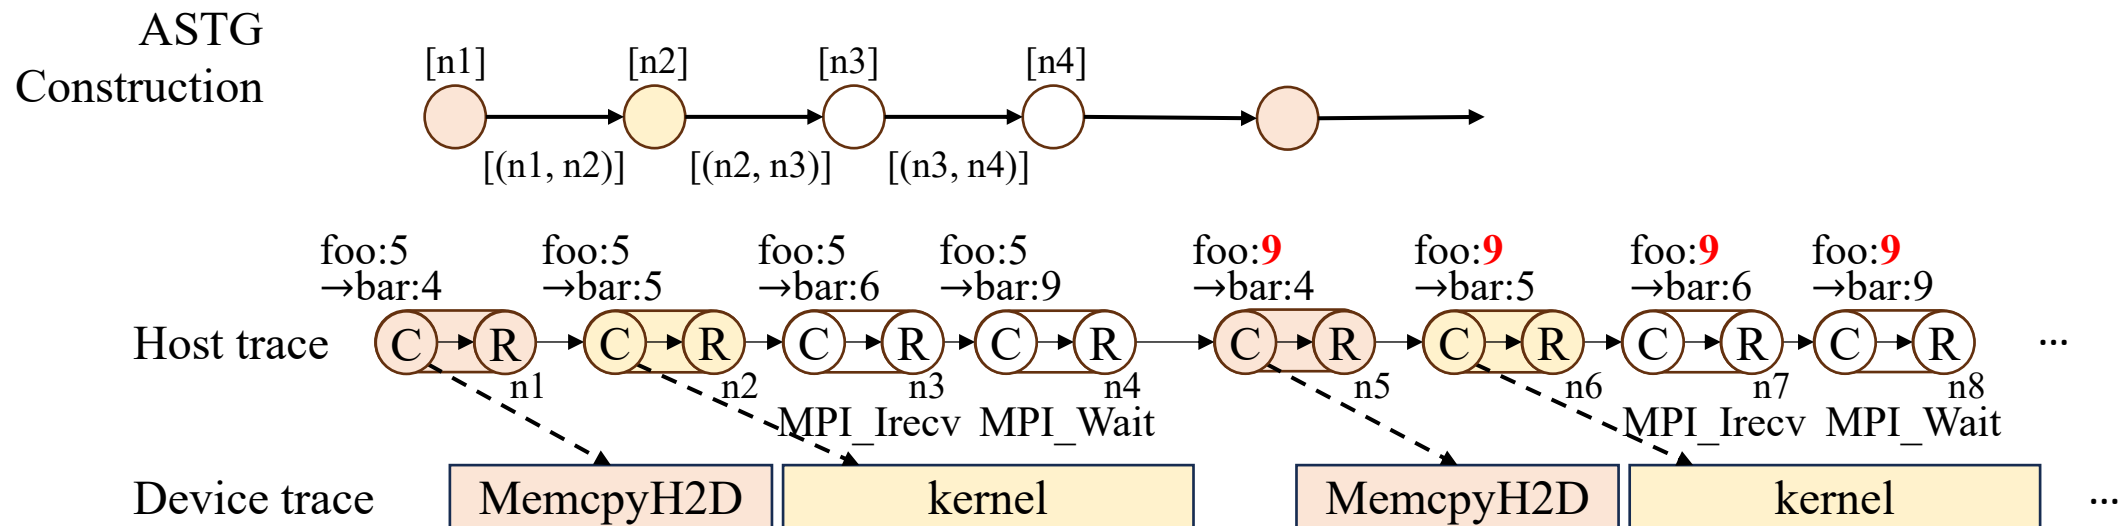 ASTG
Construction
[n1] [n2] [n3] [n4]
[(n1, n2)] [(n2, n3)] [(n3, n4)]
foo:5 foo:5 foo:5 foo:5 foo:9 foo:9 foo:9 foo:9
→bar:4 →bar:5 →bar:6 →bar:9 →bar:4 →bar:5 →bar:6 →bar:9
Host trace C R C R C R C R C R C R C R C R ...
n1 n2 n3 n4 n5 n6 n7 n8
MPI_Irecv MPI_Wait MPI_Irecv MPI_Wait
Device trace MemcpyH2D kernel MemcpyH2D kernel ...